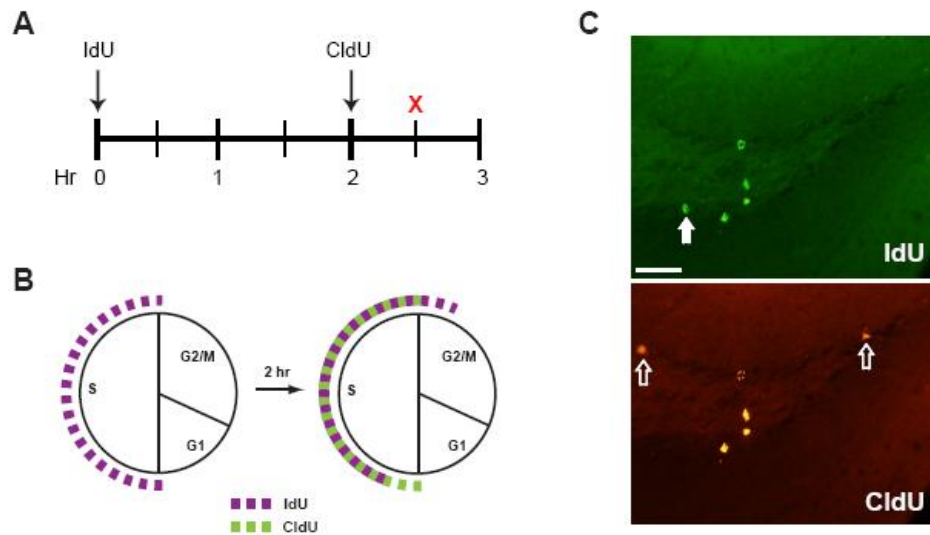 A
IdU
CldU
X
Hr 0 1 2 3
B
S
G2/M
G1
2 hr
S
G2/M
G1
IdU
CldU
C
IdU
CldU